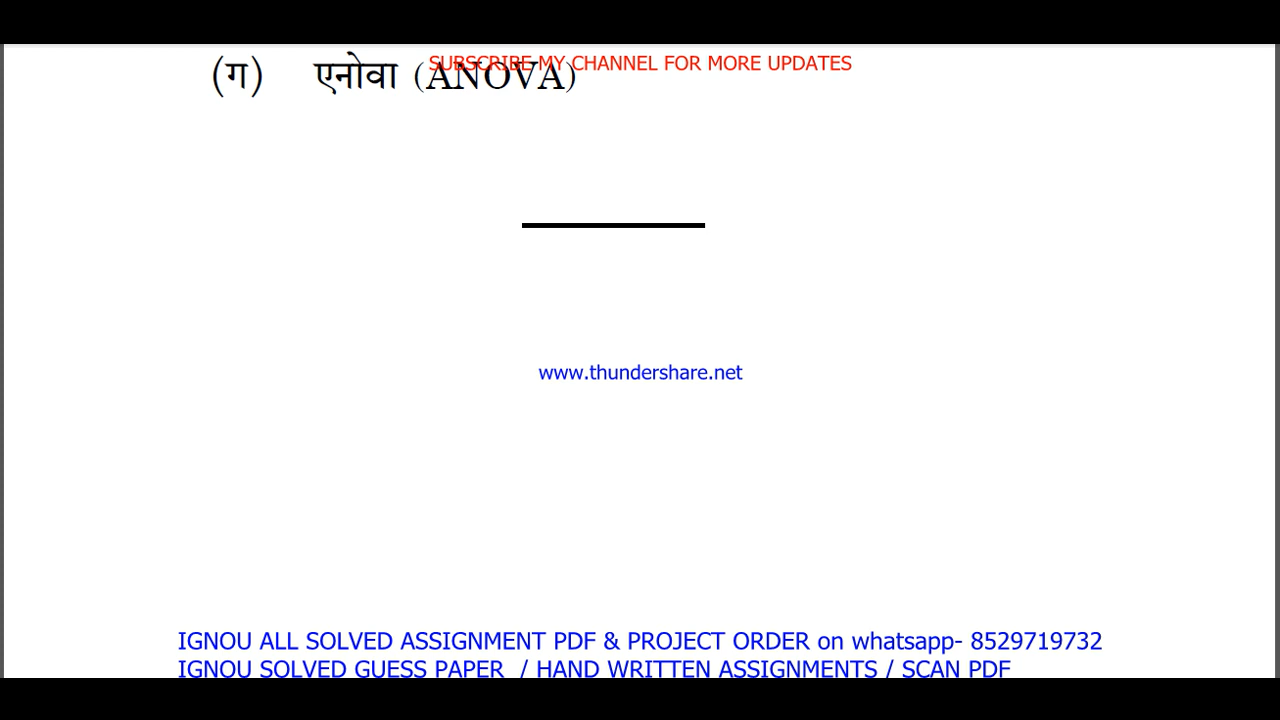 SUBSCRIBE MY CHANNEL FOR MORE UPDATES
(ग) एनोवा (ANOVA)
www.thundershare.net
IGNOU ALL SOLVED ASSIGNMENT PDF & PROJECT ORDER on whatsapp- 8529719732
IGNOU SOLVED GUESS PAPER / HAND WRITTEN ASSIGNMENTS / SCAN PDF